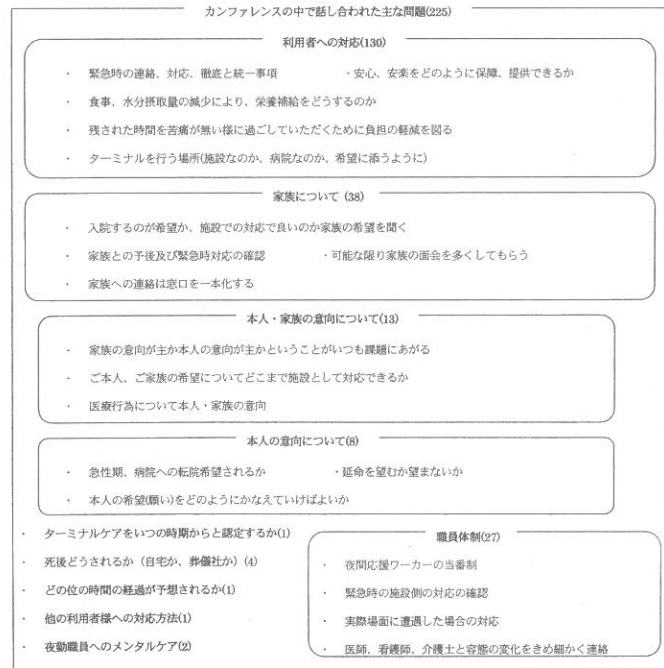 カンファレンスの中で話し合われた主な問題(225)
利用者への対応(130)
・ 緊急時の連絡、対応、徹底と統一事項 ・安心、安楽をどのように保障、提供できるか
・ 食事、水分摂取量の減少により、栄養補給をどうするのか
・ 残された時間を苦痛が無い様に過ごしていただくために負担の軽減を図る
・ ターミナルを行う場所(施設なのか、病院なのか、希望に添うように)
家族について(38)
・ 入院するのが希望か、施設での対応で良いのか家族の希望を聞く
・ 家族との予後及び緊急時対応の確認 ・可能な限り家族の面会を多くしてもらう
・ 家族への連絡は窓口を一本化する
本人・家族の意向について(13)
・ 家族の意向が主か本人の意向が主かということがいつも課題にあがる
・ ご本人、ご家族の希望についてどこまで施設として対応できるか
・ 医療行為について本人・家族の意向
本人の意向について(8)
・ 急性期、病院への転院希望されるか ・延命を望むか望まないか
・ 本人の希望(願い)をどのようにかなえていけばよいか
・ ターミナルケアをいつの時期からと認定するか(1)
・ 死後どうされるか（自宅か、葬儀社か）(4)
・ どの位の時間の経過が予想されるか(1)
・ 他の利用者様への対応方法(1)
・ 夜勤職員へのメンタルケア(2)
職員体制(27)
・ 夜間応援ワーカーの当番制
・ 緊急時の施設側の対応の確認
・ 実際場面に遭遇した場合の対応
・ 医師、看護師、介護士と容態の変化をきめ細かく連絡